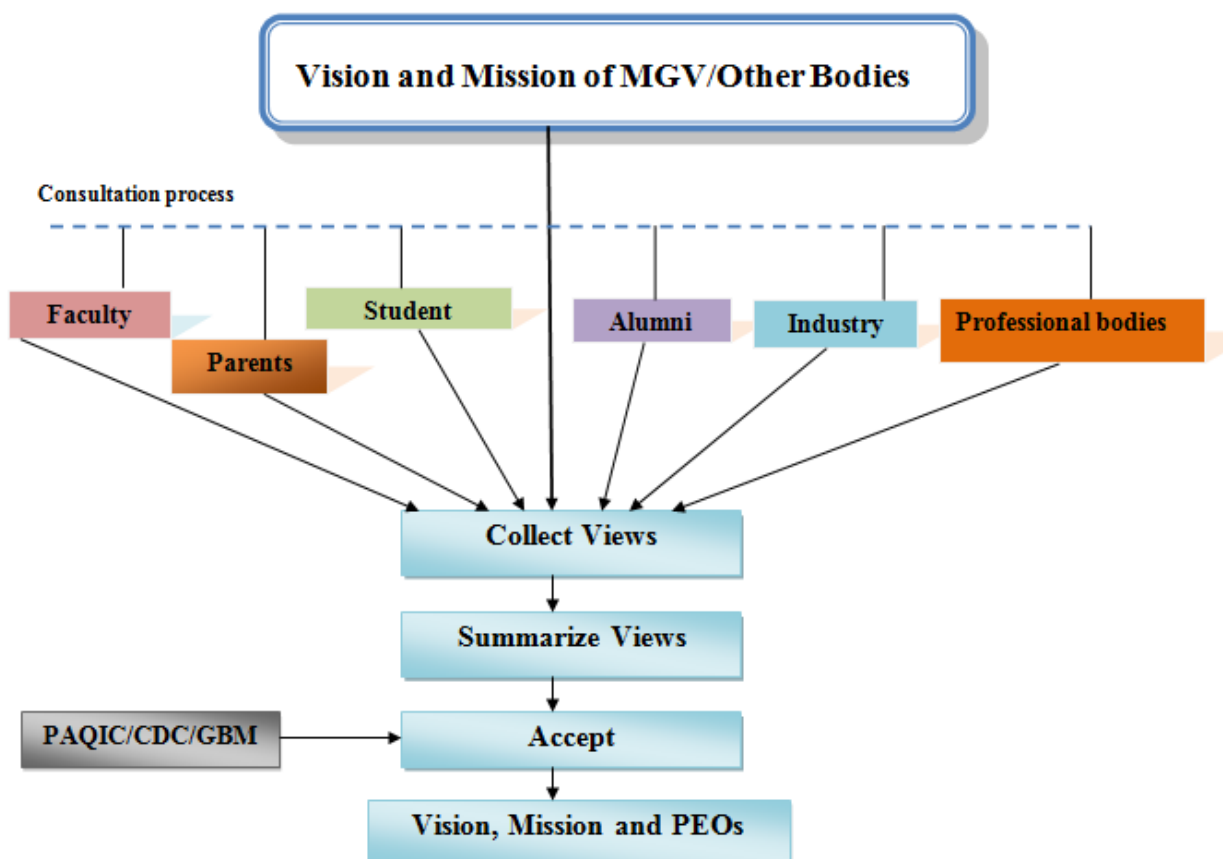 Vision and Mission of MGV/Other Bodies
Consultation process
Faculty
Parents
Student
Alumni
Industry
Professional bodies
Collect Views
Summarize Views
PAQIC/CDC/GBM
Accept
Vision, Mission and PEOs